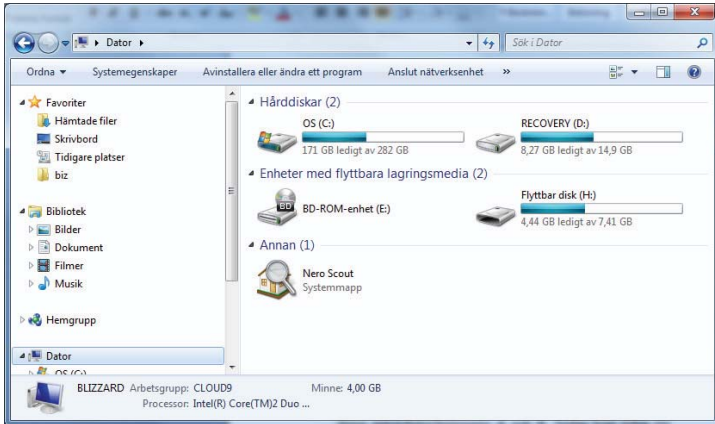 Dator
Sök i Dator
Ordna Systemegenskaper Avinstallera eller ändra ett program Anslut nätverksenhet »
Favoriter
Hämtade filer
Skrivbord
Tidigare platser
biz
Bibliotek
Bilder
Dokument
Filmer
Musik
Hemgrupp
Dator
OS (C:)
Hårddiskar (2)
OS (C:)
171 GB ledigt av 282 GB
RECOVERY (D:)
8,27 GB ledigt av 14,9 GB
Enheter med flyttbara lagringsmedia (2)
BD
BD-ROM-enhet (E:)
Flyttbar disk (H:)
4,44 GB ledigt av 7,41 GB
Annan (1)
Nero Scout
Systemmapp
BLIZZARD Arbetsgrupp: CLOUD9 Minne: 4,00 GB
Processor: Intel(R) Core(TM)2 Duo ...